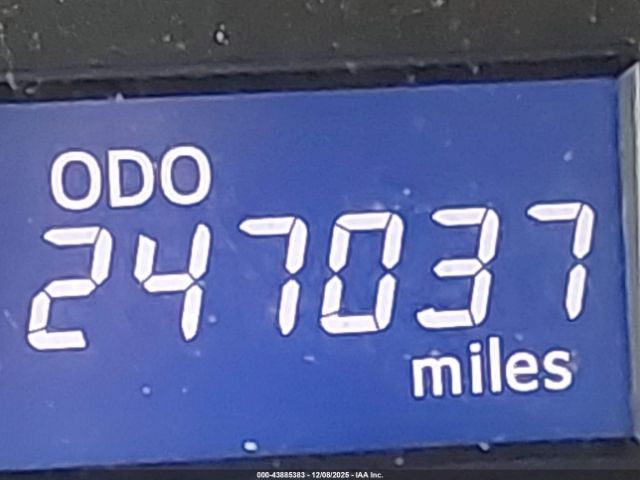 ODO
247037
miles
000-43885383 - 12/08/2025 - IAA Inc.